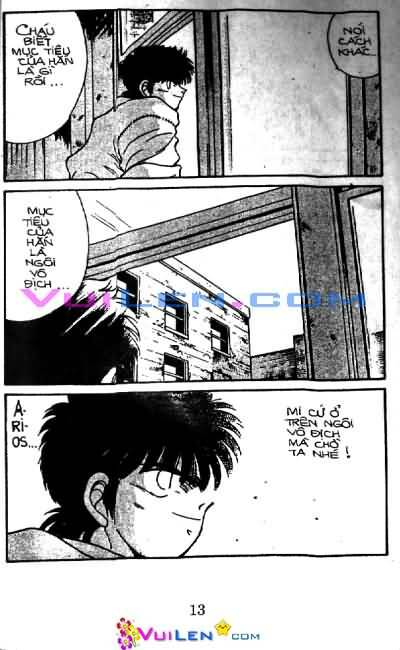 NÓI
CÁCH
KHÁC..
CHÁU
BIẾT
MỤC TIÊU
CỦA HẮN
LÀ GÌ
RỒI...
MỤC
TIÊU
CỦA
HẮN
LÀ
NGÔI
VÔ
ĐỊCH...
VUILEN.COM
A.
RI
OS...
MI CỨ Ở
TRÊN NGÔI
VÔ ĐỊCH
MÀ CHỜ
TA NHÉ!
13
VUILEN.COM